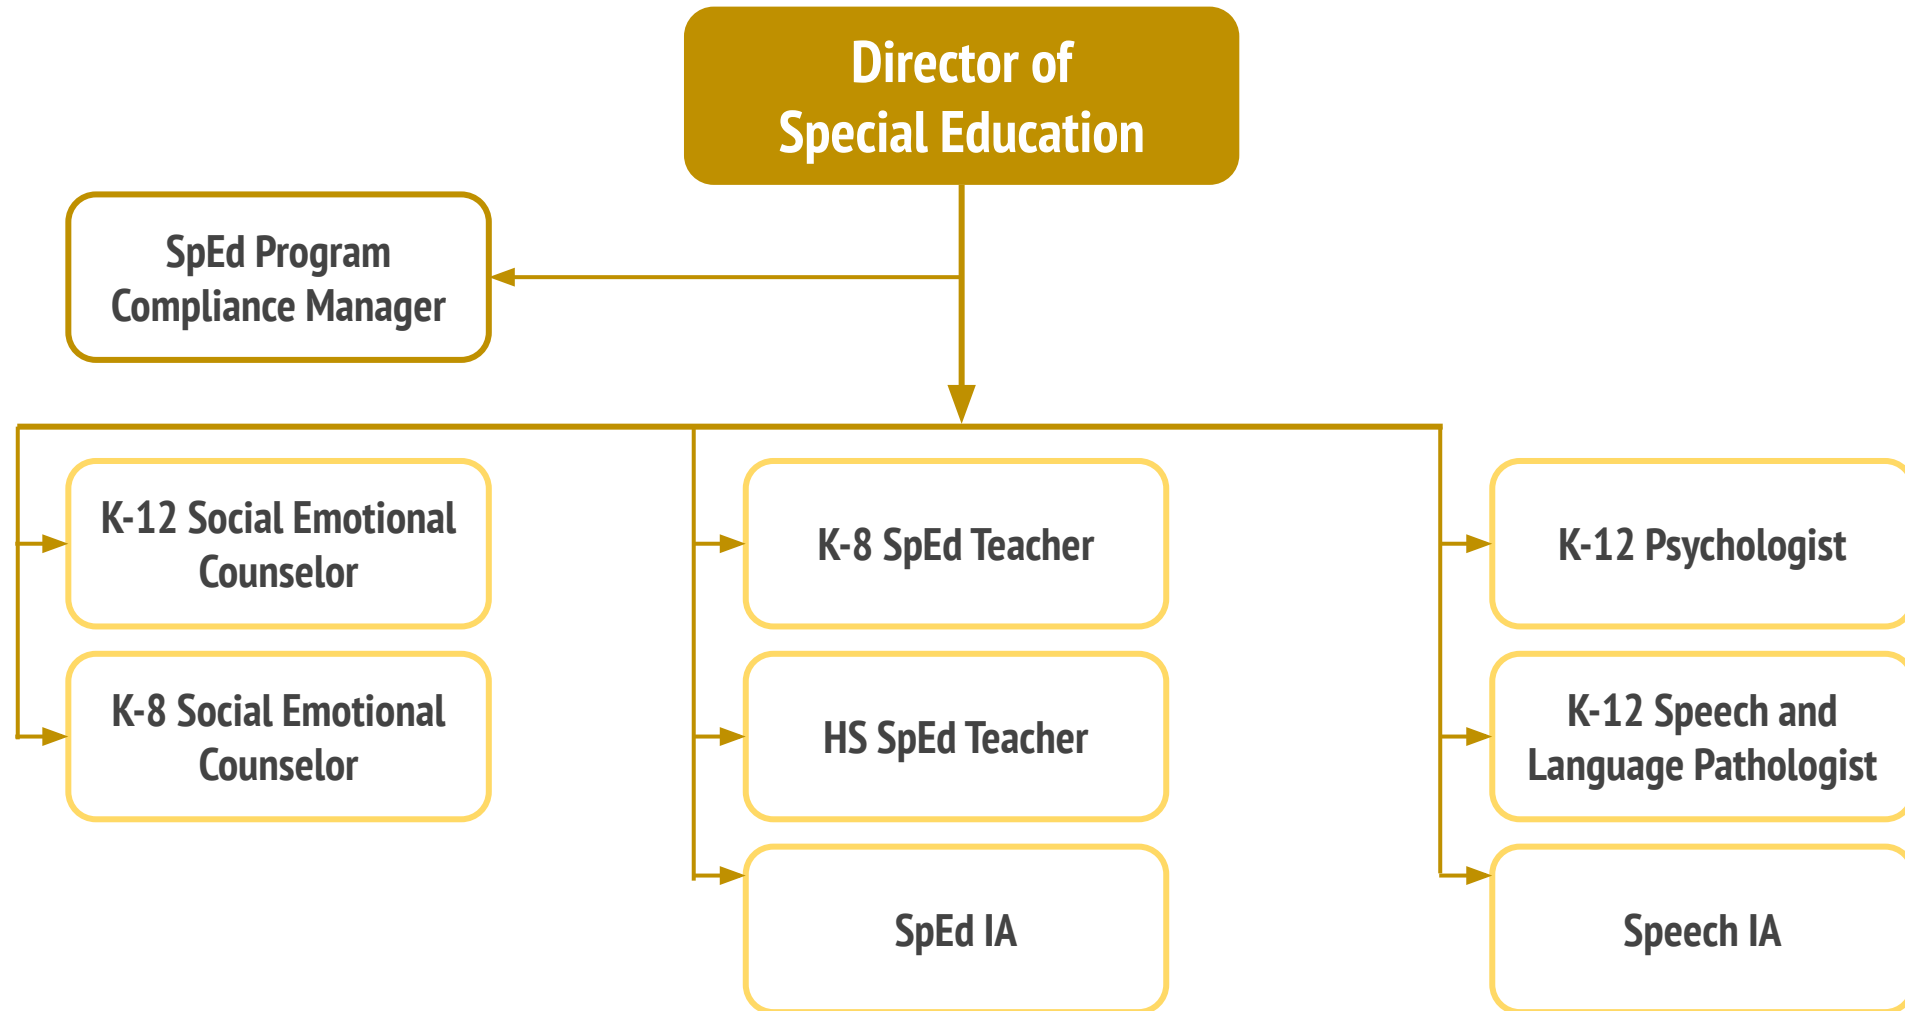 Director of
Special Education
SpEd Program
Compliance Manager
K-12 Social Emotional
Counselor
K-8 Social Emotional
Counselor
K-8 SpEd Teacher
HS SpEd Teacher
SpEd IA
K-12 Psychologist
K-12 Speech and
Language Pathologist
Speech IA